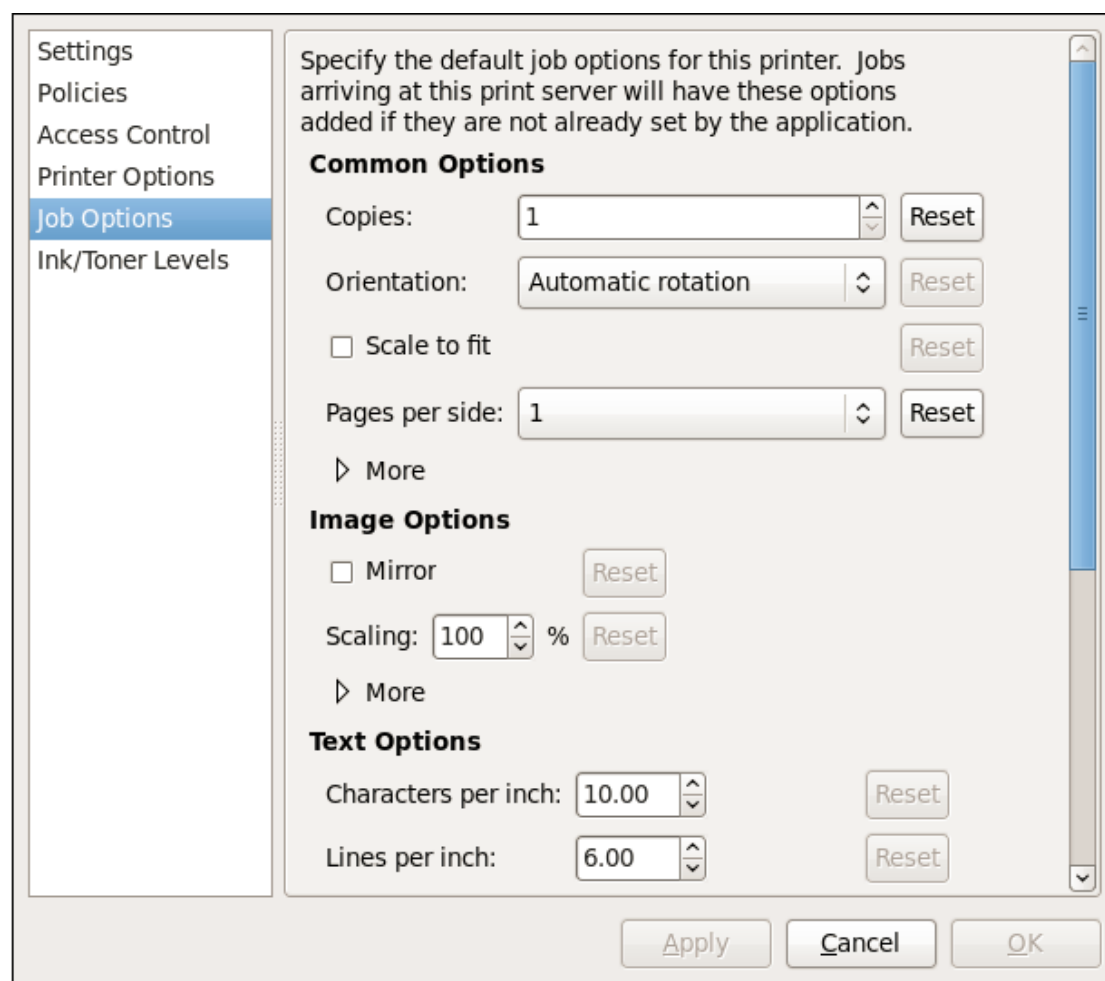 Settings
Policies
Access Control
Printer Options
Job Options
Ink/Toner Levels
Specify the default job options for this printer.  Jobs
arriving at this print server will have these options
added if they are not already set by the application.
Common Options
Copies: 1 Reset
Orientation: Automatic rotation Reset
Scale to fit Reset
Pages per side: 1 Reset
More
Image Options
Mirror Reset
Scaling: 100 % Reset
More
Text Options
Characters per inch: 10.00 Reset
Lines per inch: 6.00 Reset
Apply Cancel OK